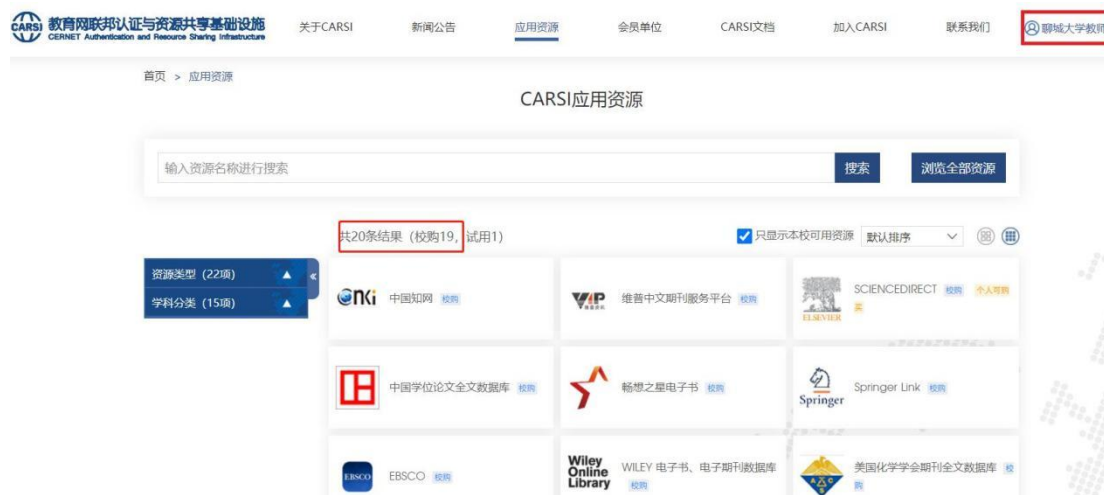 CARSI 教育网联邦认证与资源共享基础设施
CERNET Authentication and Resource Sharing Infrastructure
关于CARSI 新闻公告 应用资源 会员单位 CARSI文档 加入CARSI 联系我们 聊城大学教师
首页 > 应用资源
CARSI应用资源
输入资源名称进行搜索 搜索 浏览全部资源
共20条结果（校购19，试用1） 只显示本校可用资源 默认排序
资源类型（22项）
学科分类（15项）
cnki 中国知网 校购
VIP 维普中文期刊服务平台 校购
ELSEVIER SCIENCEDIRECT 校购 个人可购
买
中国学位论文全文数据库 校购
畅想之星电子书 校购
Springer Springer Link 校购
EBSCO EBSCO 校购
Wiley
Online
Library
WILEY 电子书、电子期刊数据库
校购
ACS 美国化学学会期刊全文数据库 校
购